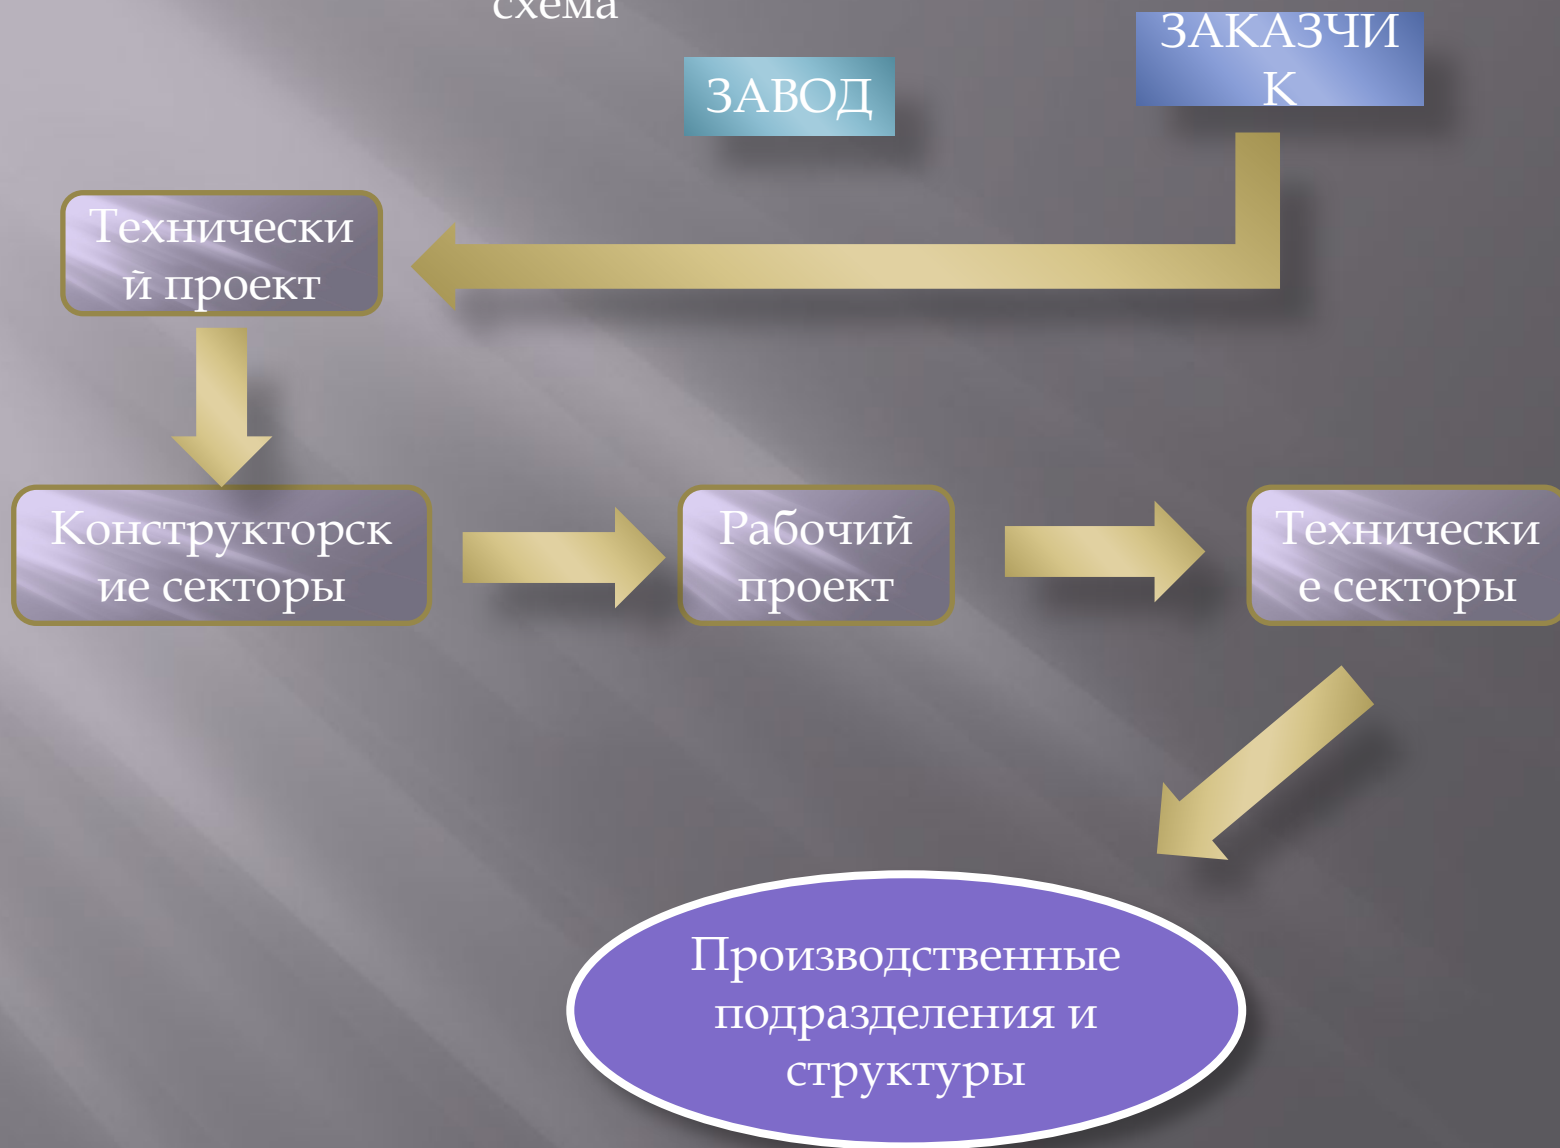 схема
ЗАКАЗЧИ
К
ЗАВОД
Технически
й проект
Конструкторск
ие секторы
Рабочий
проект
Технически
е секторы
Производственные
подразделения и
структуры